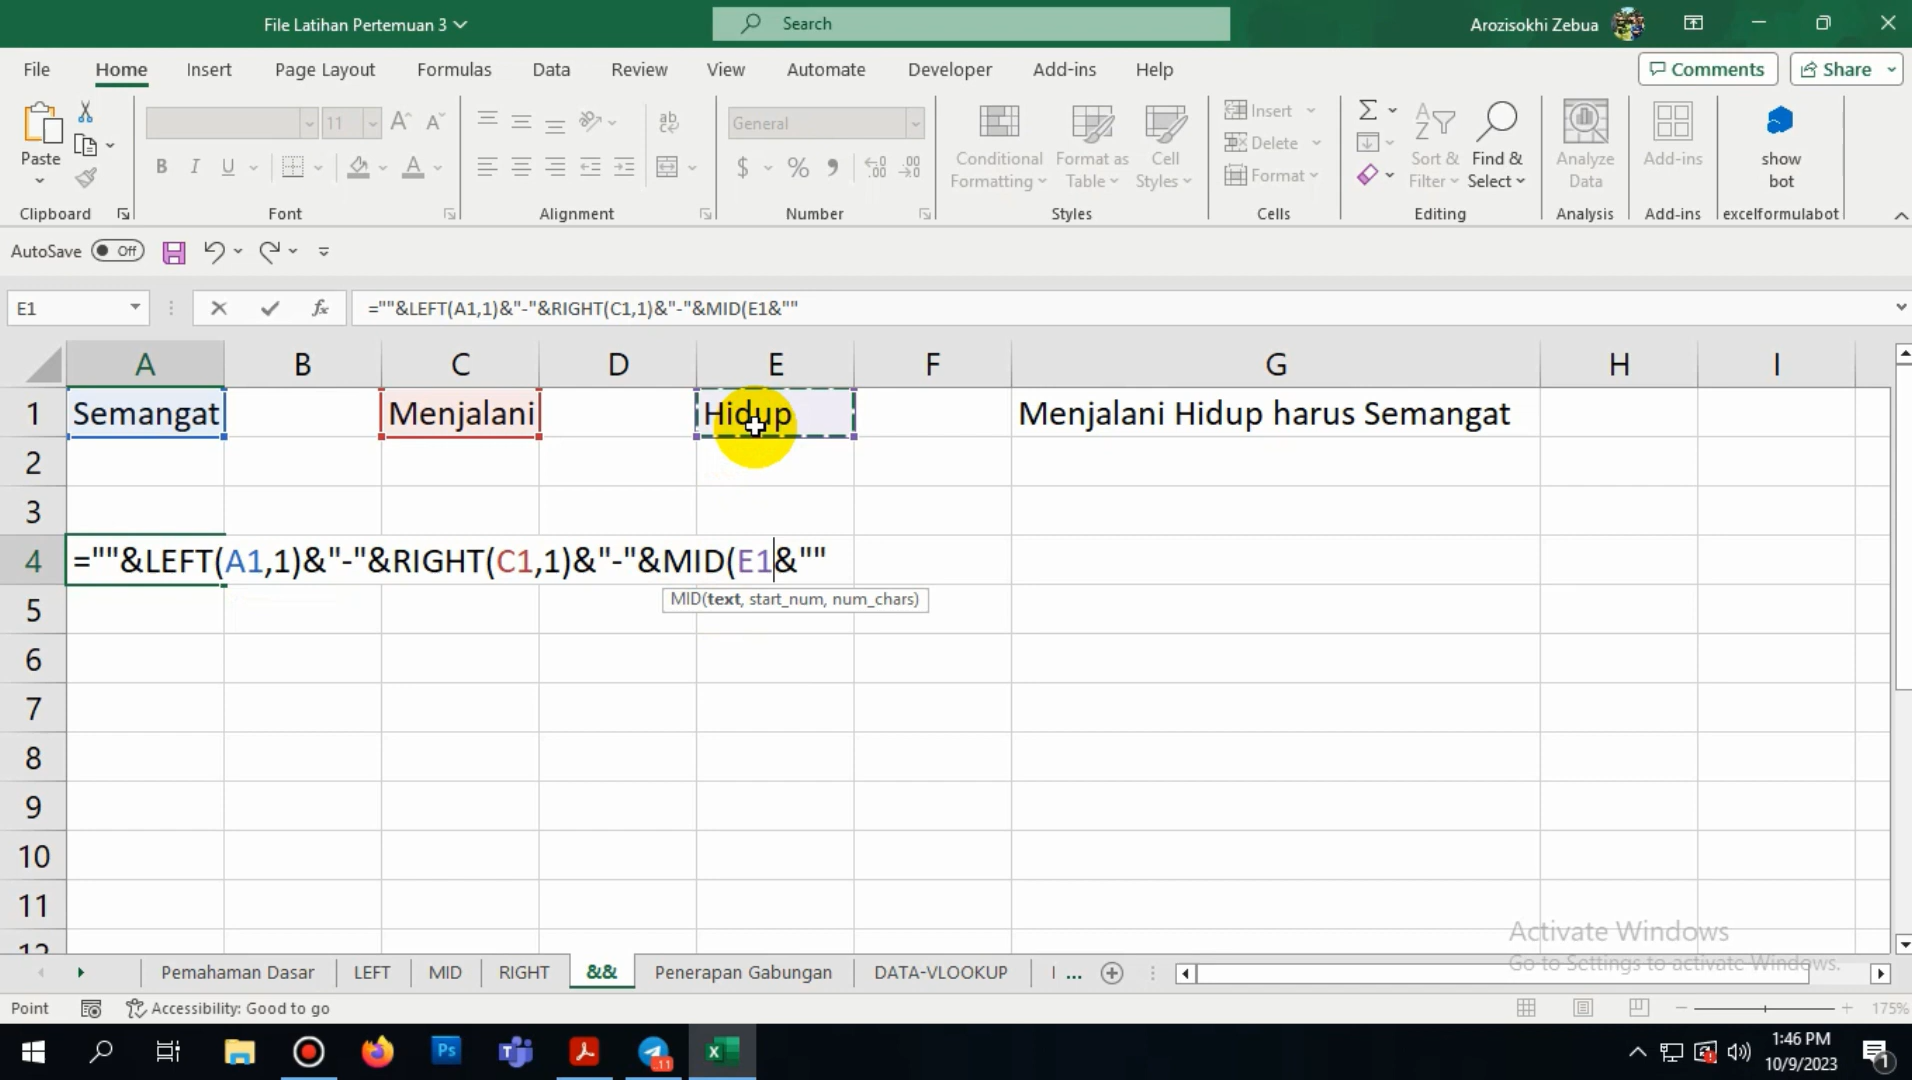 File Latihan Pertemuan 3
Search
Arozisokhi Zebua
File Home Insert Page Layout Formulas Data Review View Automate Developer Add-ins Help
Comments Share
Paste
11
General
Conditional Formatting
Format as Table
Cell Styles
Insert
Delete
Format
Sort & Filter
Find & Select
Analyze Data
Add-ins
show bot
Clipboard Font Alignment Number Styles Cells Editing Analysis Add-ins excelformulabot
AutoSave Off
E1 fx =""&LEFT(A1,1)&"-"&RIGHT(C1,1)&"-"&MID(E1&""
A B C D E F G H I
1 Semangat Menjalani Hidup Menjalani Hidup harus Semangat
2
3
4 =""&LEFT(A1,1)&"-"&RIGHT(C1,1)&"-"&MID(E1&""
MID(text, start_num, num_chars)
5
6
7
8
9
10
11
12
Activate Windows
Go to Settings to activate Windows.
Pemahaman Dasar LEFT MID RIGHT && Penerapan Gabungan DATA-VLOOKUP ...
Point Accessibility: Good to go 175%
Ps 11 1:46 PM
10/9/2023 1